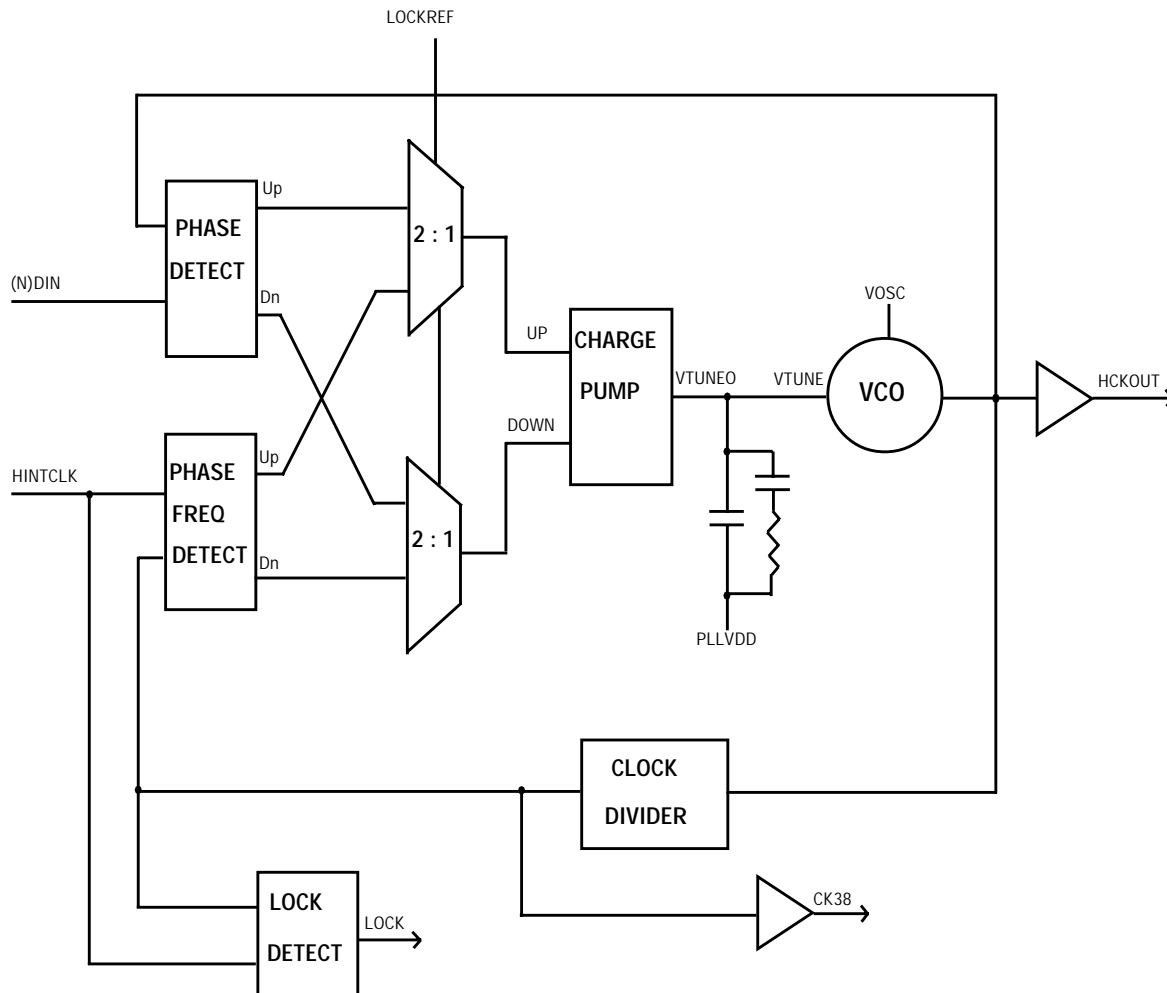 LOCKREF
Up
PHASE
DETECT
2 : 1
(N)DIN
Dn
VOSC
UP
CHARGE
PUMP
VTUNEO
VTUNE
VCO
HCKOUT
DOWN
HINTCLK
Up
PHASE
FREQ
DETECT
Dn
2 : 1
PLLVDD
CLOCK
DIVIDER
CK38
LOCK
DETECT
LOCK